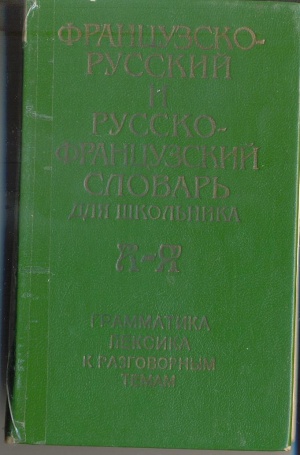 ФРАНЦУЗСКО-
РУССКИЙ
И
РУССКО-
ФРАНЦУЗСКИЙ
СЛОВАРЬ
ДЛЯ ШКОЛЬНИКА
А-Я
ГРАММАТИКА
ЛЕКСИКА
К РАЗГОВОРНЫМ
ТЕМАМ